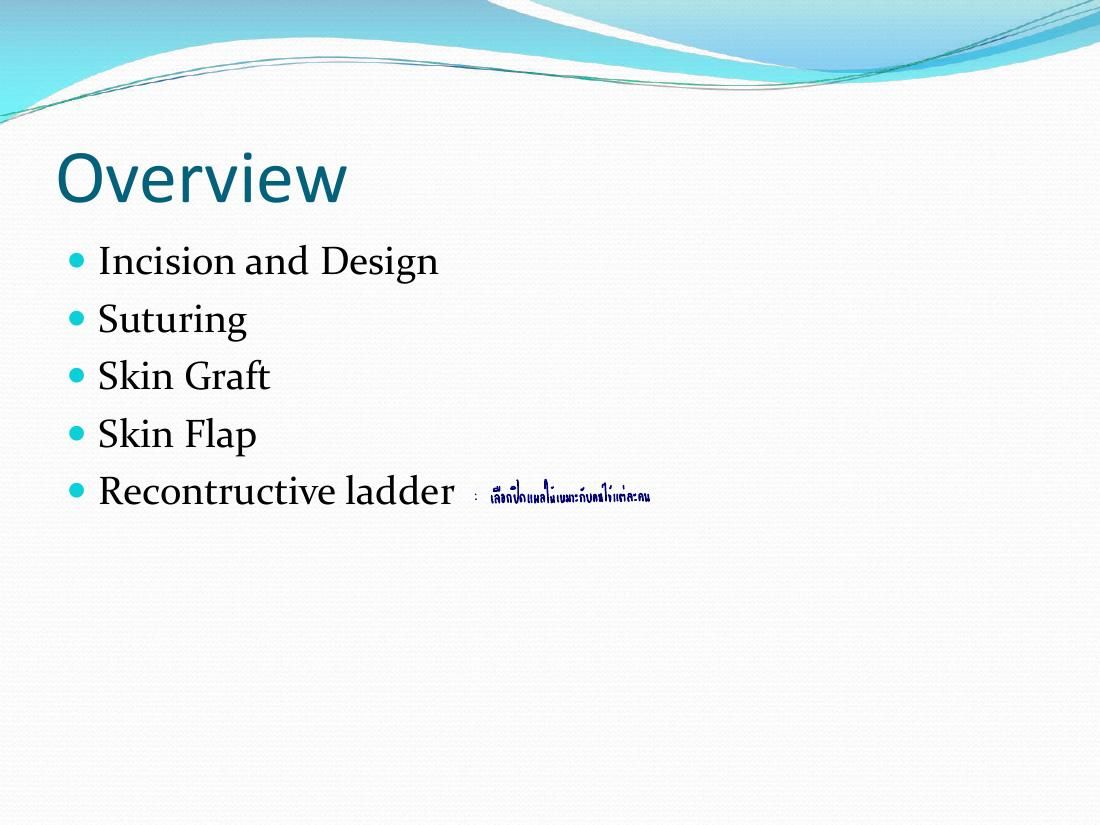 Overview
Incision and Design
Suturing
Skin Graft
Skin Flap
Recontructive ladder : เลือกปิดแผลให้เหมาะกับคนไข้แต่ละคน